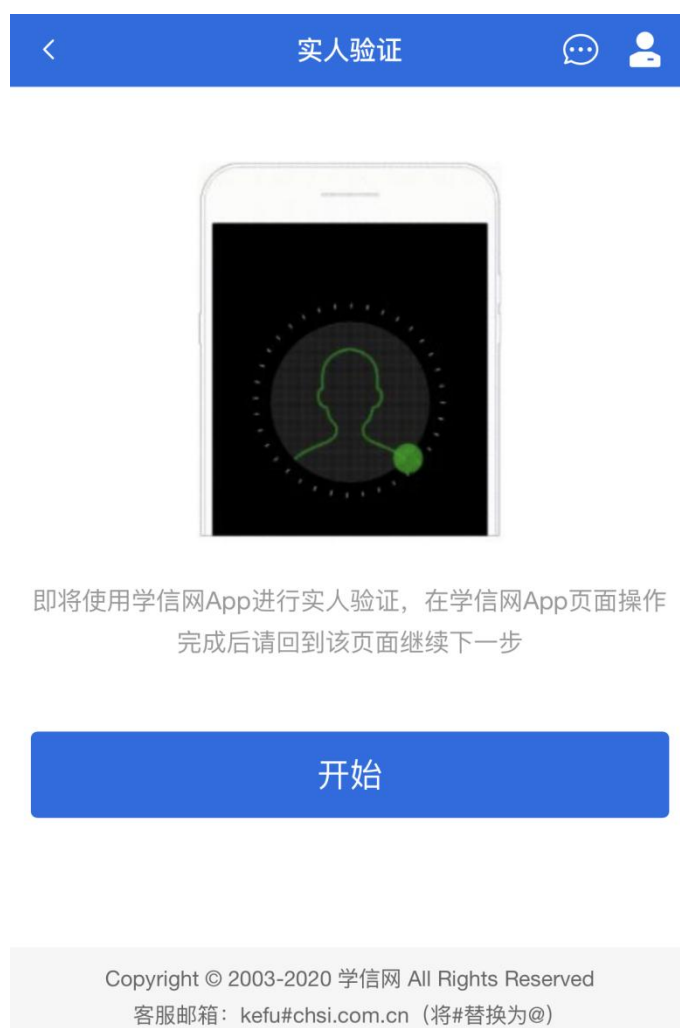 实人验证
即将使用学信网App进行实人验证，在学信网App页面操作
完成后请回到该页面继续下一步
开始
Copyright © 2003-2020 学信网 All Rights Reserved
客服邮箱：kefu#chsi.com.cn（将#替换为@）